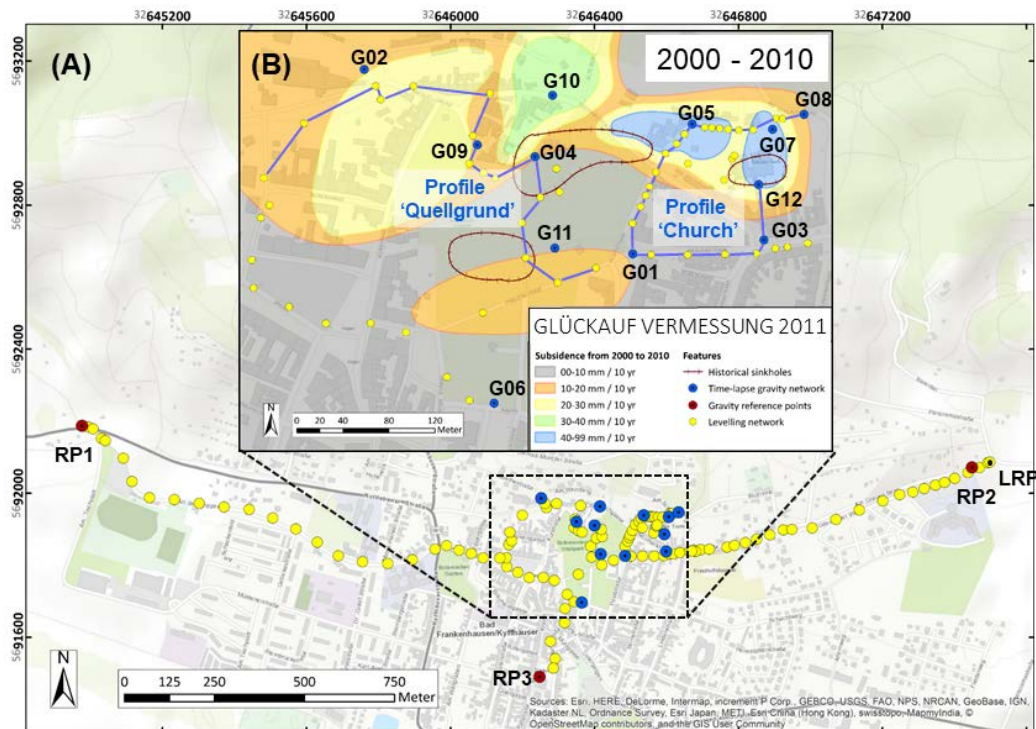 32645200 32645600 32646000 32646400 32646800 32647200
(A)
5693200
5692800
5692400
5692000
5691600
(B)
2000 - 2010
G02
G10
G05
G08
G07
G09
G04
G12
Profile
'Quellgrund'
Profile
'Church'
G11
G03
G01
G06
GLÜCKAUF VERMESSUNG 2011
Subsidence from 2000 to 2010
00-10 mm / 10 yr
10-20 mm / 10 yr
20-30 mm / 10 yr
30-40 mm / 10 yr
40-99 mm / 10 yr
Features
Historical sinkholes
Time-lapse gravity network
Gravity reference points
Levelling network
N
0 20 40 80 120
Meter
RP1
RP2
LRP
RP3
Bad
Frankenhausen/Kyffhäuser
N
0 125 250 500 750
Meter
Sources: Esri, HERE, DeLorme, Intermap, increment P Corp., GEBCO, USGS, FAO, NPS, NRCAN, GeoBase, IGN,
Kadaster NL, Ordnance Survey, Esri Japan, METI, Esri China (Hong Kong), swisstopo, MapmyIndia, ©
OpenStreetMap contributors, and the GIS User Community